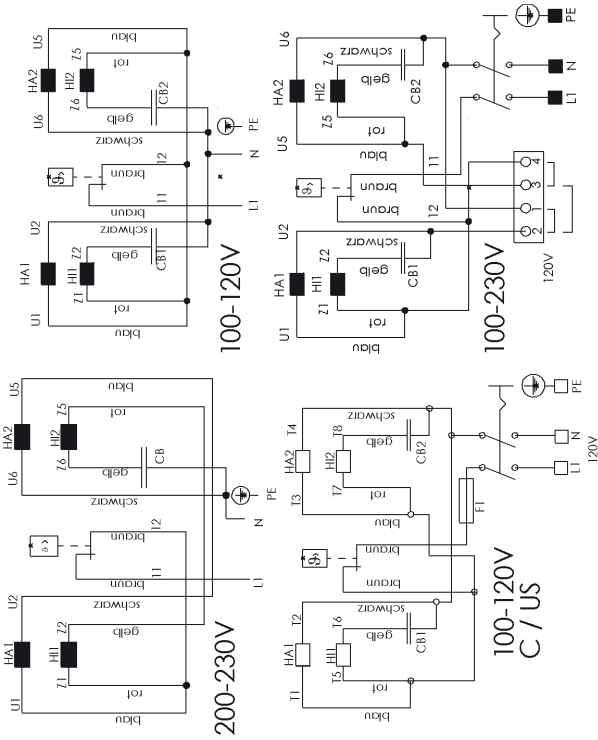 U5
blau
Z5
rot
HA2
HI2
Z6
gelb
CB2
U6
schwarz
PE
12
N
braun
ϑ
braun
11
L1
U2
schwarz
Z2
gelb
CB1
HA1
HI1
Z1
rot
U1
blau
100-120V
PE
U6
schwarz
Z6
gelb
CB2
N
HA2
HI2
L1
Z5
rot
U5
blau
11
4
braun
ϑ
3
braun
12
1
U2
schwarz
2
Z2
gelb
CB1
120V
HA1
HI1
Z1
rot
U1
blau
100-230V
U5
blau
Z5
rot
HA2
HI2
Z6
gelb
CB
U6
schwarz
PE
N
12
braun
ϑ
braun
11
L1
U2
schwarz
Z2
gelb
HA1
HI1
Z1
rot
U1
blau
200-230V
PE
T4
schwarz
T8
gelb
CB2
N
120V
HA2
HI2
L1
T7
rot
F1
T3
blau
braun
ϑ
braun
T2
schwarz
T6
gelb
CB1
HA1
HI1
T5
rot
T1
blau
100-120V
C / US